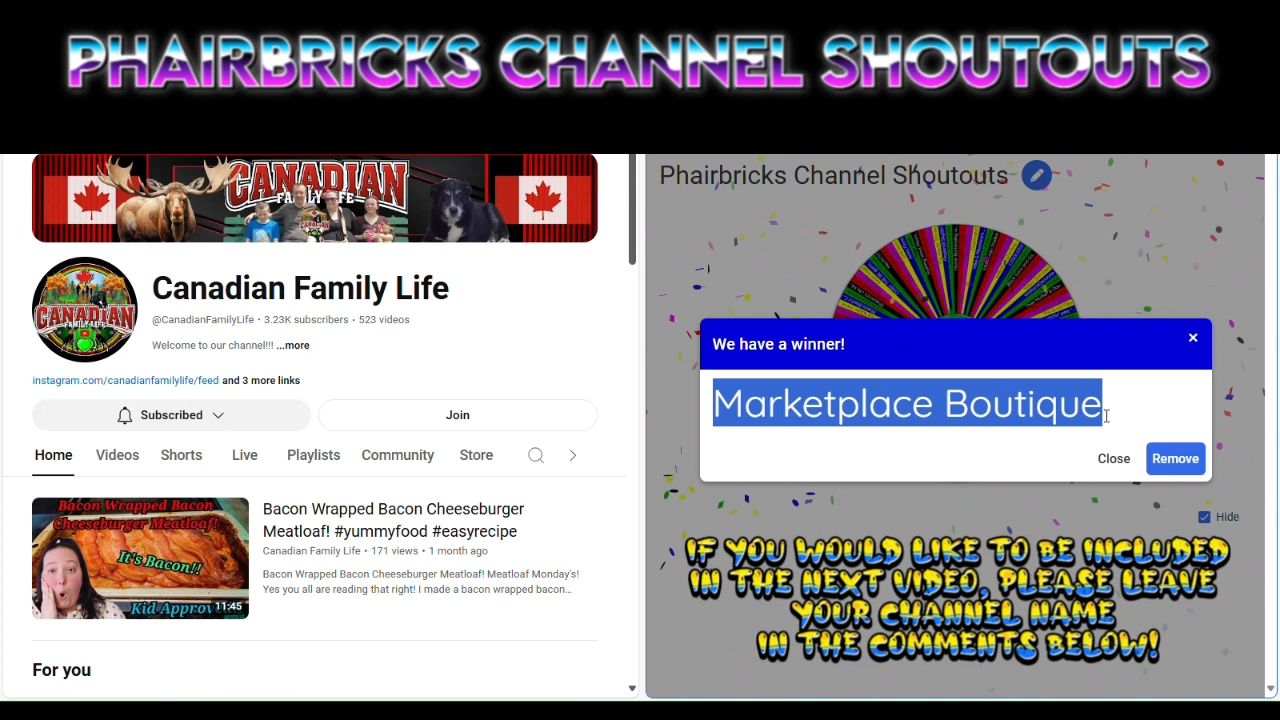 PHAIRBRICKS CHANNEL SHOUTOUTS
CANADIAN
FAMILY LIFE
CANADIAN
FAMILY LIFE
Canadian Family Life
@CanadianFamilyLife • 3.23K subscribers • 523 videos
Welcome to our channel!!! ...more
instagram.com/canadianfamilylife/feed and 3 more links
Subscribed
Join
Home Videos Shorts Live Playlists Community Store
Bacon Wrapped Bacon
Cheeseburger Meatloaf!
It's Bacon!!
Kid Approv
11:45
Bacon Wrapped Bacon Cheeseburger
Meatloaf! #yummyfood #easyrecipe
Canadian Family Life • 171 views • 1 month ago
Bacon Wrapped Bacon Cheeseburger Meatloaf! Meatloaf Monday's!
Yes you all are reading that right! I made a bacon wrapped bacon...
For you
Phairbricks Channel Shoutouts
We have a winner!
×
Marketplace Boutique
Close
Remove
Hide
IF YOU WOULD LIKE TO BE INCLUDED
IN THE NEXT VIDEO, PLEASE LEAVE
YOUR CHANNEL NAME
IN THE COMMENTS BELOW!